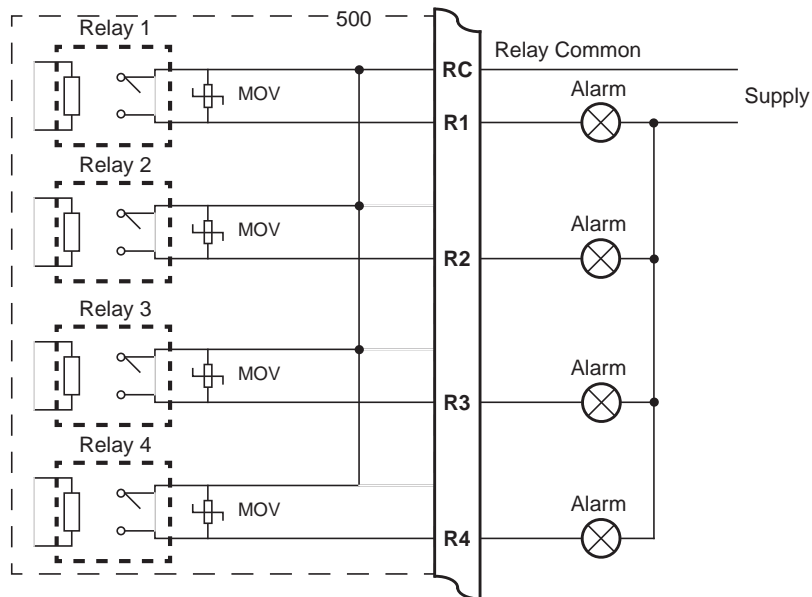 500
Relay 1
MOV
RC
Relay Common
Supply
R1
Alarm
Relay 2
MOV
R2
Alarm
Relay 3
MOV
R3
Alarm
Relay 4
MOV
R4
Alarm